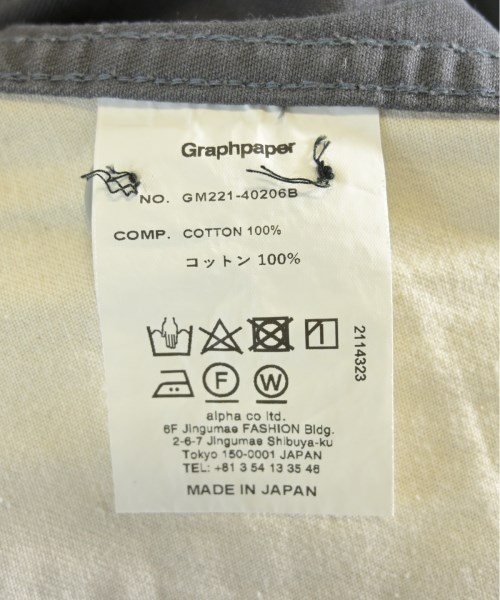 Graphpaper
NO. GM221-40206B
COMP. COTTON 100%
コットン 100%
2114323
F W
alpha co ltd.
6F Jingumae FASHION Bldg.
2-6-7 Jingumae Shibuya-ku
Tokyo 150-0001 JAPAN
TEL: +81 3 54 13 35 46
MADE IN JAPAN